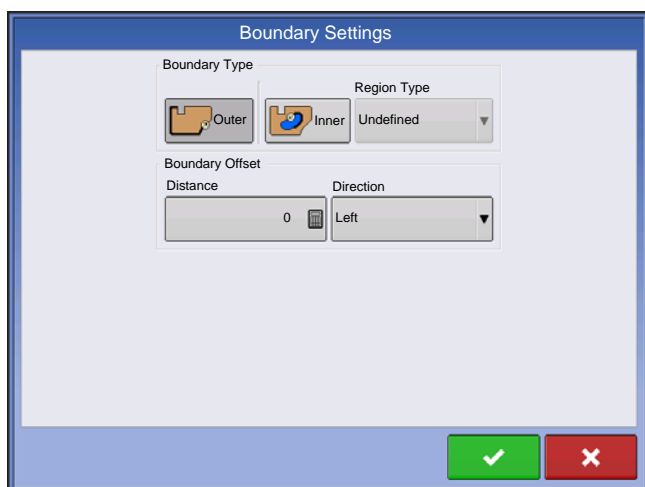 Boundary Settings
Boundary Type
Region Type
Outer
Inner
Undefined
Boundary Offset
Distance
Direction
0
Left